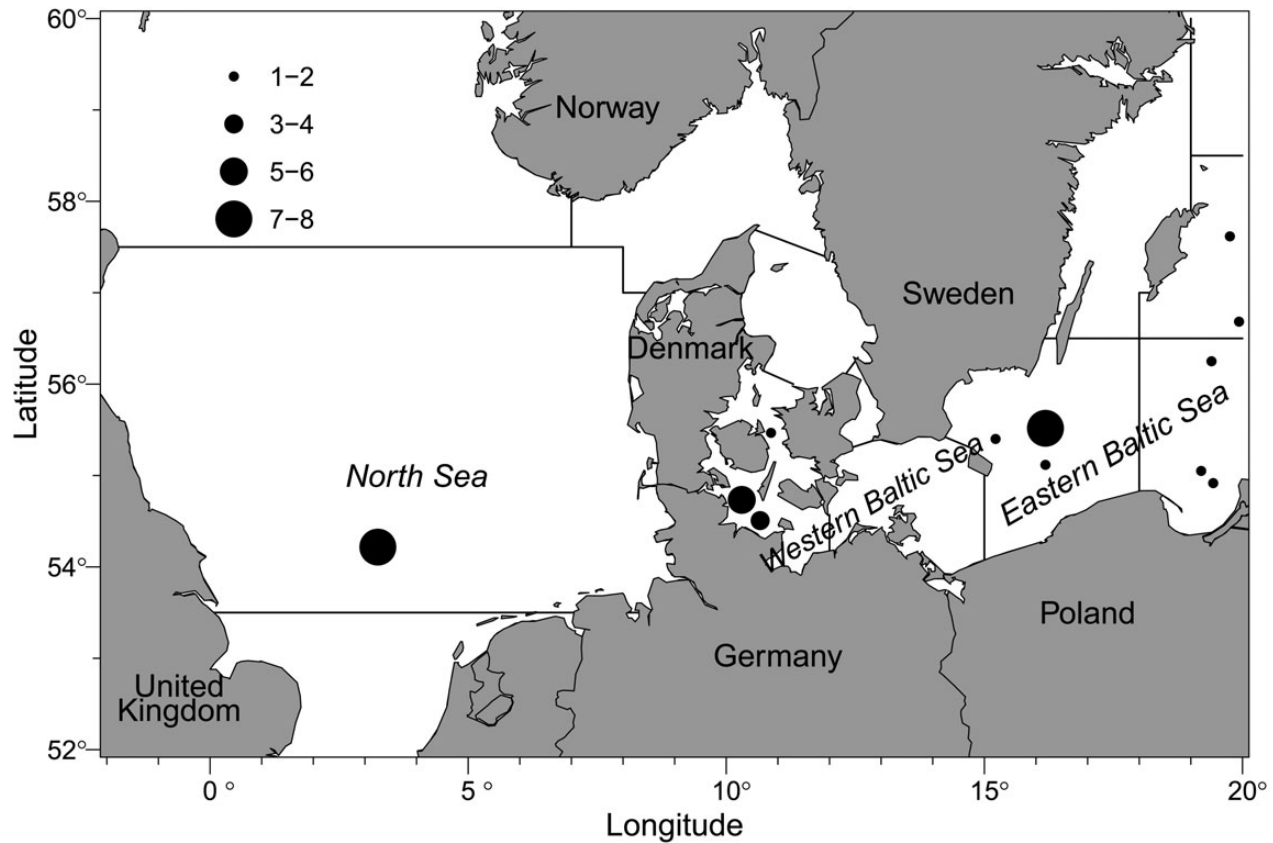 60°
1−2
Norway
3−4
5−6
58°
7−8
Sweden
Denmark
Latitude
56°
North Sea
Western Baltic Sea
Eastern Baltic Sea
54°
Poland
Germany
United
Kingdom
52°
0 °
5 °
10°
15°
20°
Longitude